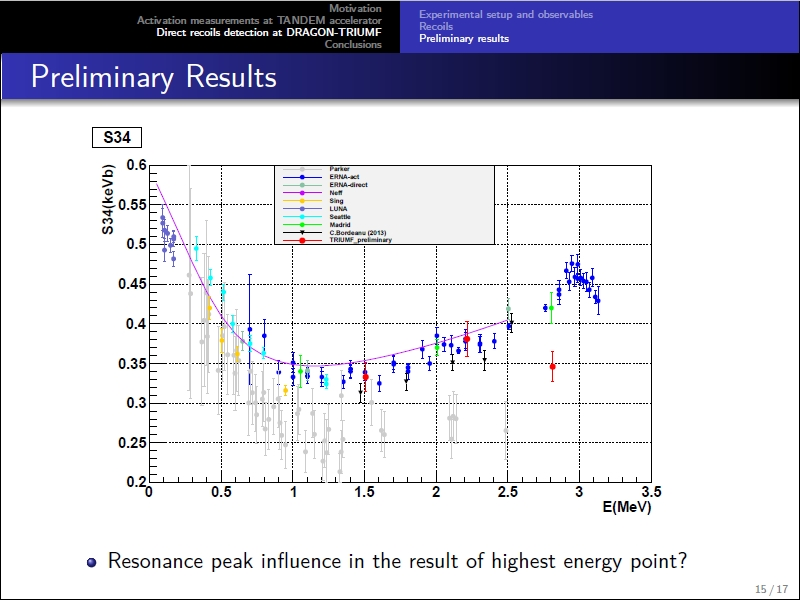 Motivation
Activation measurements at TANDEM accelerator
Direct recoils detection at DRAGON-TRIUMF
Conclusions
Experimental setup and observables
Recoils
Preliminary results
Preliminary Results
S34
S34(keVb)
0.6
0.55
0.5
0.45
0.4
0.35
0.3
0.25
0.2
Parker
ERNA-act
ERNA-direct
Neff
Sing
LUNA
Seattle
Madrid
C.Bordeanu (2013)
TRIUMF_preliminary
0 0.5 1 1.5 2 2.5 3 3.5
E(MeV)
Resonance peak influence in the result of highest energy point?
15 / 17